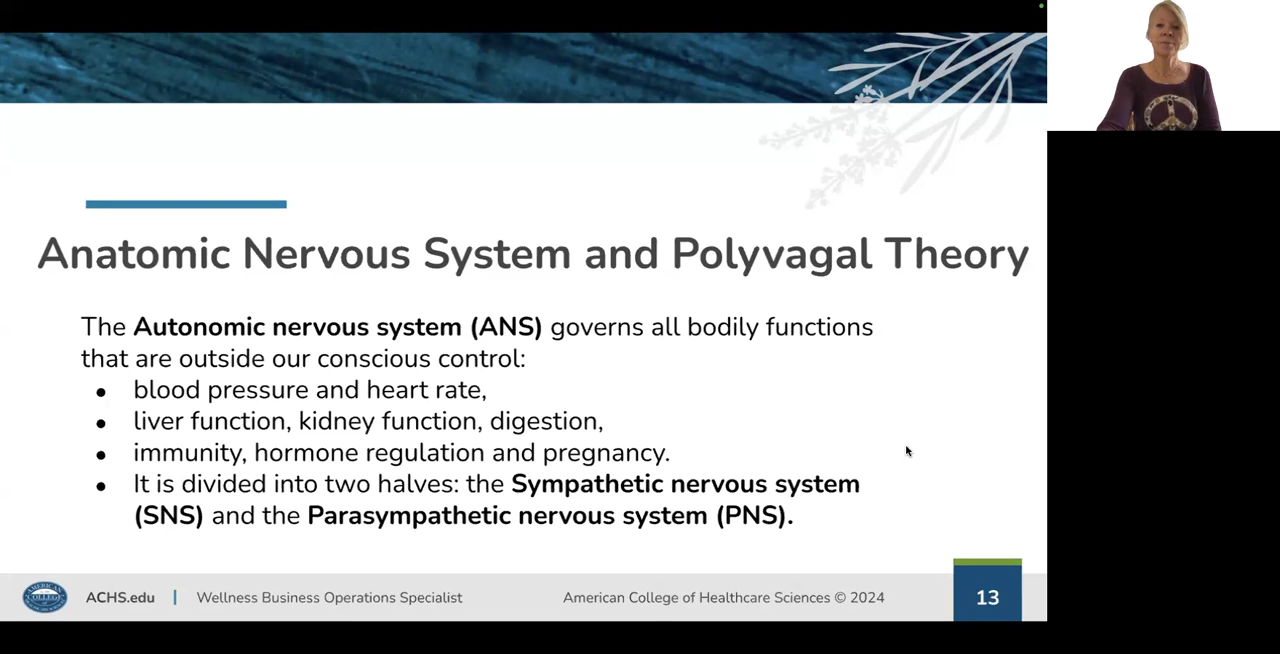 Anatomic Nervous System and Polyvagal Theory
The Autonomic nervous system (ANS) governs all bodily functions
that are outside our conscious control:
● blood pressure and heart rate,
● liver function, kidney function, digestion,
● immunity, hormone regulation and pregnancy.
● It is divided into two halves: the Sympathetic nervous system
(SNS) and the Parasympathetic nervous system (PNS).
ACHS.edu | Wellness Business Operations Specialist American College of Healthcare Sciences © 2024 13